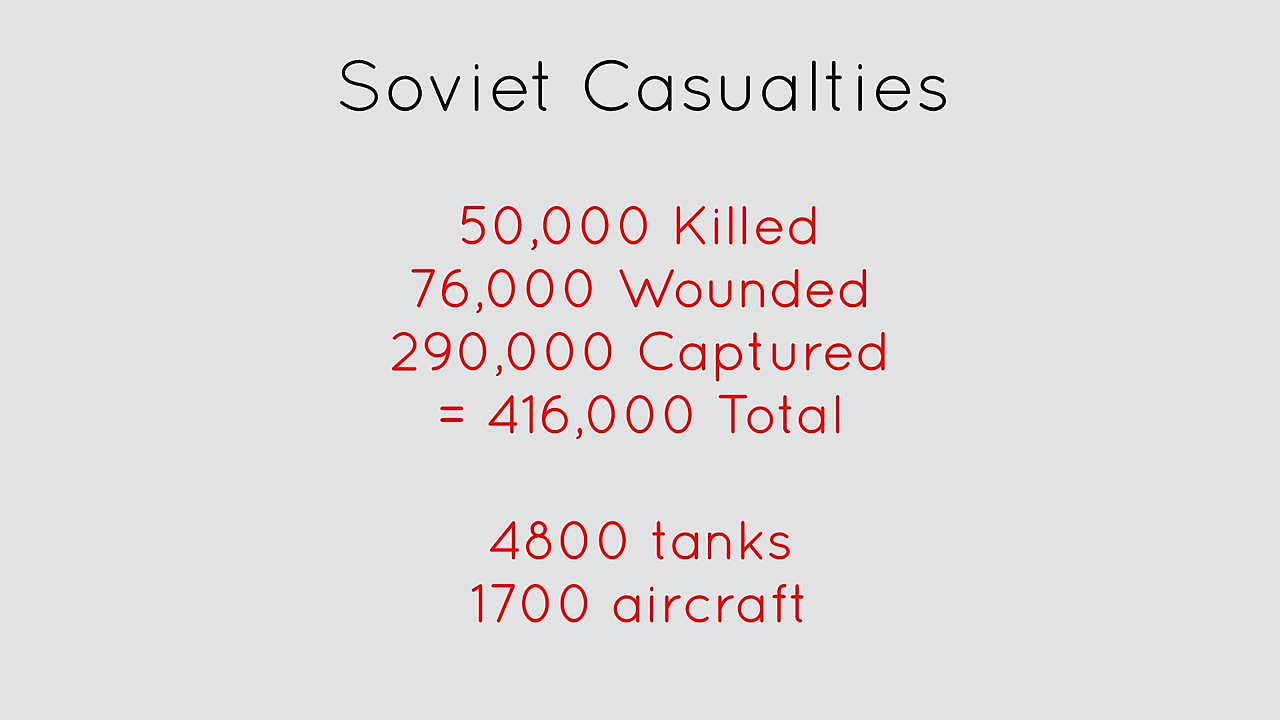 Soviet Casualties
50,000 Killed
76,000 Wounded
290,000 Captured
= 416,000 Total
4800 tanks
1700 aircraft